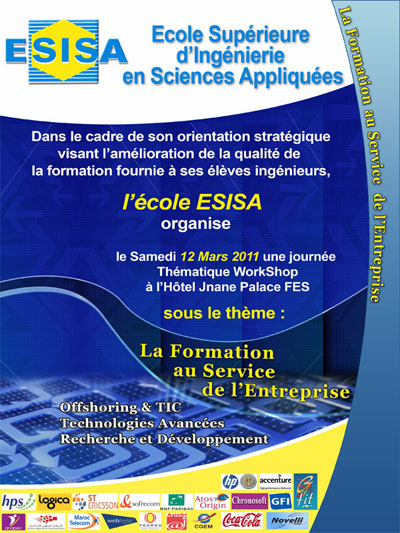 ESISA
Ecole Supérieure
d'Ingénierie
en Sciences Appliquées
La Formation au Service de l'Entreprise
Dans le cadre de son orientation stratégique
visant l'amélioration de la qualité de
la formation fournie à ses élèves ingénieurs,
l'école ESISA
organise
le Samedi 12 Mars 2011 une journée
Thématique WorkShop
à l'Hôtel Jnane Palace FES
sous le thème :
La Formation
au Service
de l'Entreprise
Offshoring & TIC
Technologies Avancées
Recherche et Développement
hp
accenture
hps
logica
ST
ERICSSON
&sofrecom
BNP PARIBAS
Atos
Origin
Chronosoft
GFI
Maroc
Telecom
webhelp
CGEM
Coca-Cola
Novelli